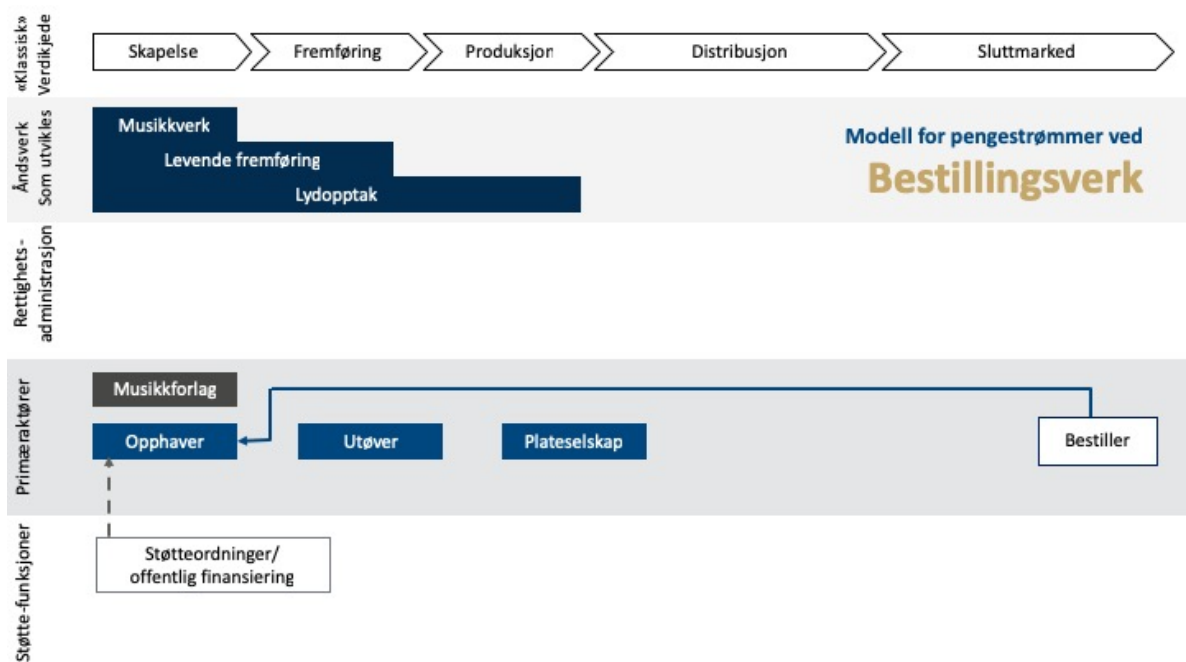 «Klassisk»
Verdikjede
Skapelse
Fremføring
Produksjon
Distribusjon
Sluttmarked
Åndsverk
Som utvikles
Musikkverk
Levende fremføring
Lydopptak
Modell for pengestrømmer ved
Bestillingsverk
Rettighets-
administrasjon
Primæraktører
Musikkforlag
Opphaver
Utøver
Plateselskap
Bestiller
Støtte-funksjoner
Støtteordninger/
offentlig finansiering